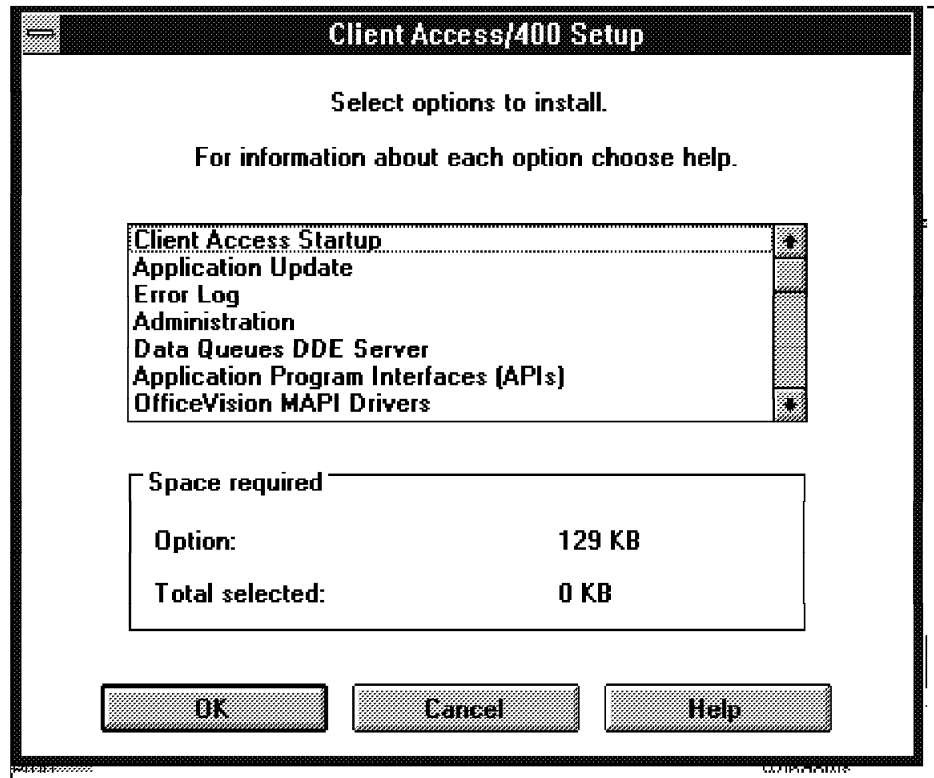 Client Access/400 Setup
Select options to install.
For information about each option choose help.
Client Access Startup
Application Update
Error Log
Administration
Data Queues DDE Server
Application Program Interfaces (APIs)
OfficeVision MAPI Drivers
Space required
Option: 129 KB
Total selected: 0 KB
OK Cancel Help